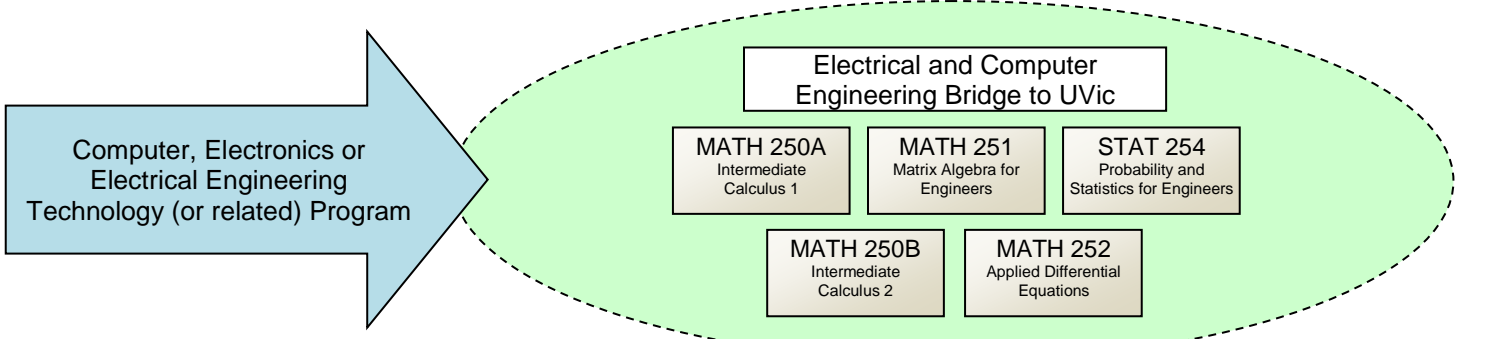 Computer, Electronics or
Electrical Engineering
Technology (or related) Program
Electrical and Computer
Engineering Bridge to UVic
MATH 250A
Intermediate
Calculus 1
MATH 251
Matrix Algebra for
Engineers
STAT 254
Probability and
Statistics for Engineers
MATH 250B
Intermediate
Calculus 2
MATH 252
Applied Differential
Equations